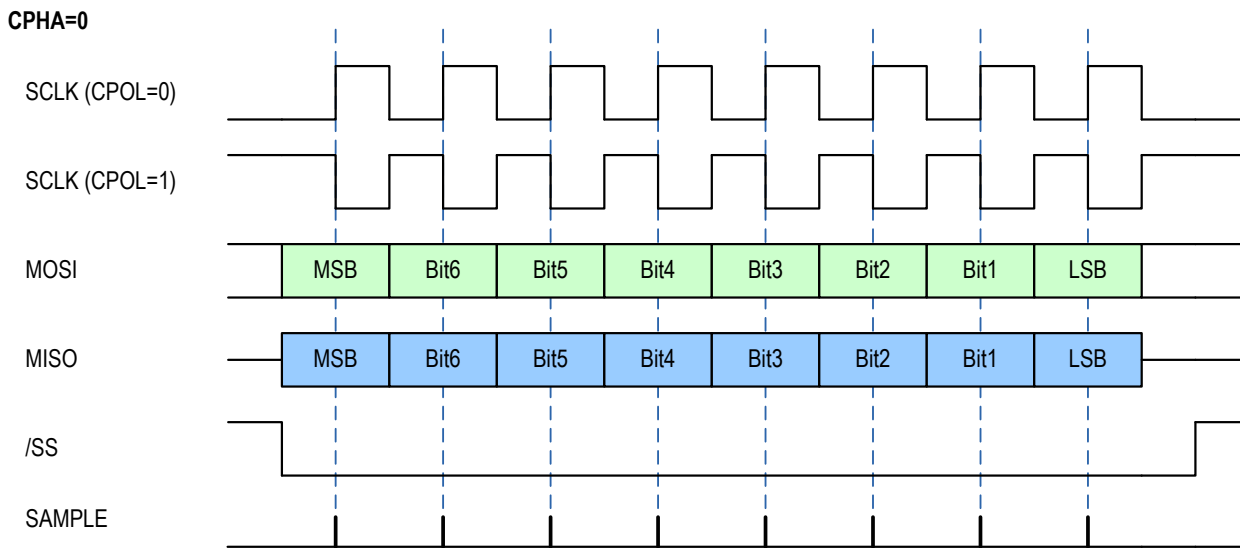 CPHA=0
SCLK (CPOL=0)
SCLK (CPOL=1)
MOSI MSB Bit6 Bit5 Bit4 Bit3 Bit2 Bit1 LSB
MISO MSB Bit6 Bit5 Bit4 Bit3 Bit2 Bit1 LSB
/SS
SAMPLE